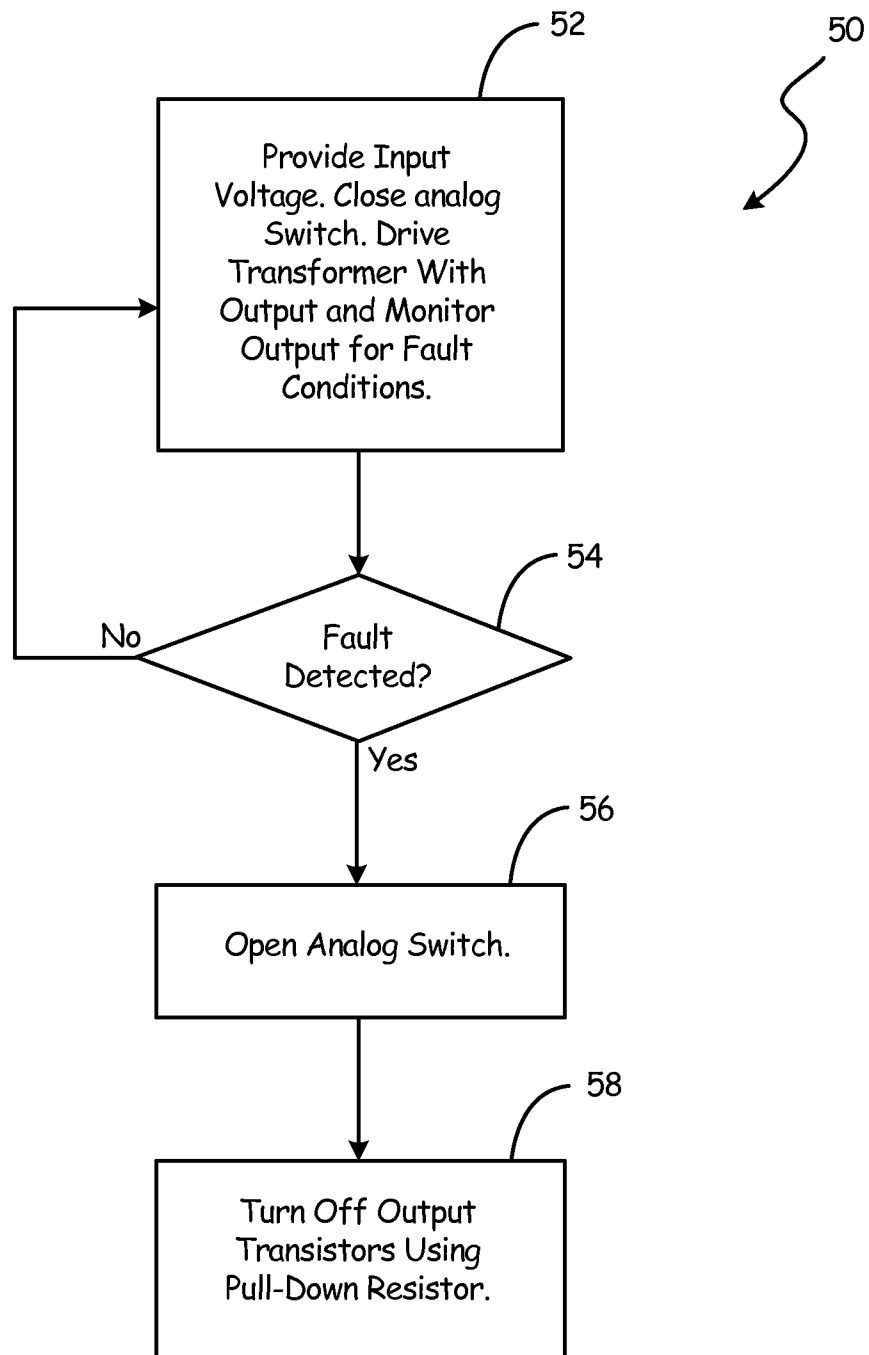 52
50
Provide Input
Voltage. Close analog
Switch. Drive
Transformer With
Output and Monitor
Output for Fault
Conditions.
54
No
Fault
Detected?
Yes
56
Open Analog Switch.
58
Turn Off Output
Transistors Using
Pull-Down Resistor.